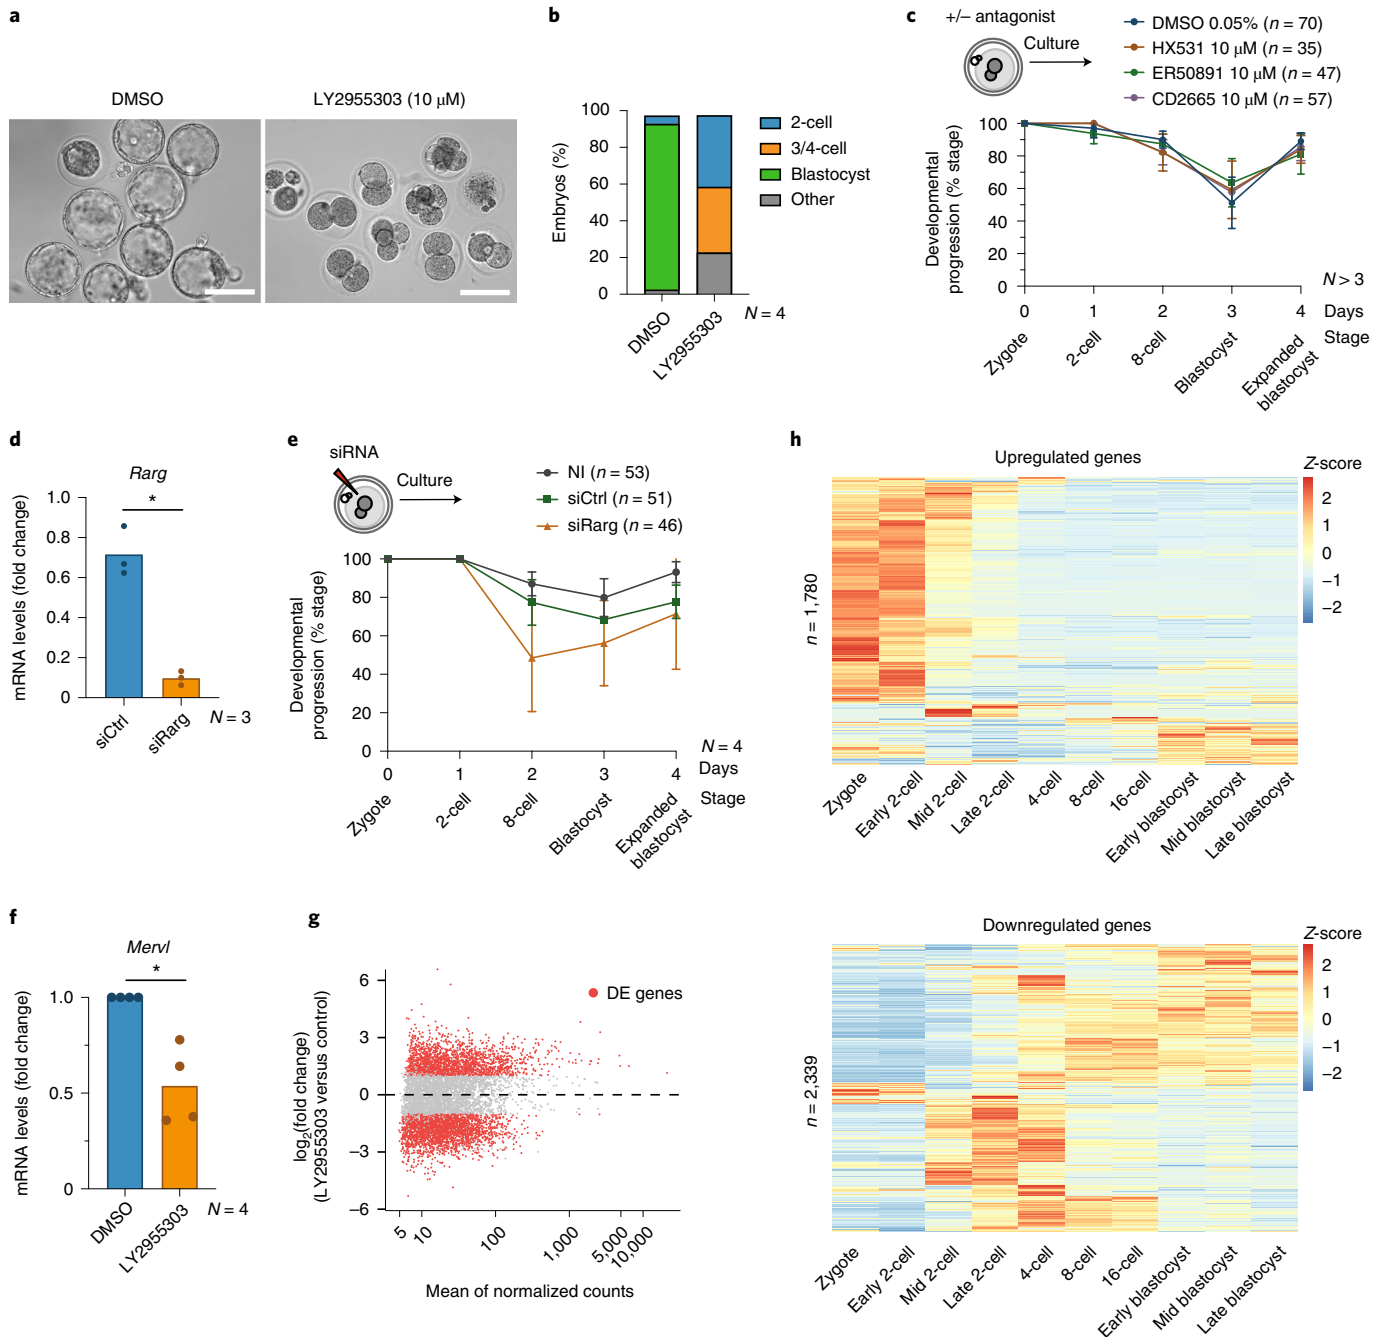 a
DMSO
LY2955303 (10 µM)
b
Embryos (%)
100
80
60
40
20
0
DMSO
LY2955303
N = 4
2-cell
3/4-cell
Blastocyst
Other
c
+/– antagonist
Culture
DMSO 0.05% (n = 70)
HX531 10 µM (n = 35)
ER50891 10 µM (n = 47)
CD2665 10 µM (n = 57)
Developmental
progression (% stage)
100
80
60
40
20
0
N > 3
0 1 2 3 4 Days
Stage
Zygote
2-cell
8-cell
Blastocyst
Expanded
blastocyst
d
Rarg
*
mRNA levels (fold change)
1.0
0.8
0.6
0.4
0.2
0
siCtrl
siRarg
N = 3
e
siRNA
Culture
NI (n = 53)
siCtrl (n = 51)
siRarg (n = 46)
Developmental
progression (% stage)
100
80
60
40
20
0
N = 4
0 1 2 3 4 Days
Stage
Zygote
2-cell
8-cell
Blastocyst
Expanded
blastocyst
f
Mervl
*
mRNA levels (fold change)
1.0
0.5
0
DMSO
LY2955303
N = 4
g
log2(fold change)
(LY2955303 versus control)
6
3
0
–3
–6
DE genes
5
10
100
1,000
5,000
10,000
Mean of normalized counts
h
Upregulated genes
n = 1,780
Z-score
2
1
0
–1
–2
Zygote
Early 2-cell
Mid 2-cell
Late 2-cell
4-cell
8-cell
16-cell
Early blastocyst
Mid blastocyst
Late blastocyst
Downregulated genes
n = 2,339
Z-score
2
1
0
–1
–2
Zygote
Early 2-cell
Mid 2-cell
Late 2-cell
4-cell
8-cell
16-cell
Early blastocyst
Mid blastocyst
Late blastocyst